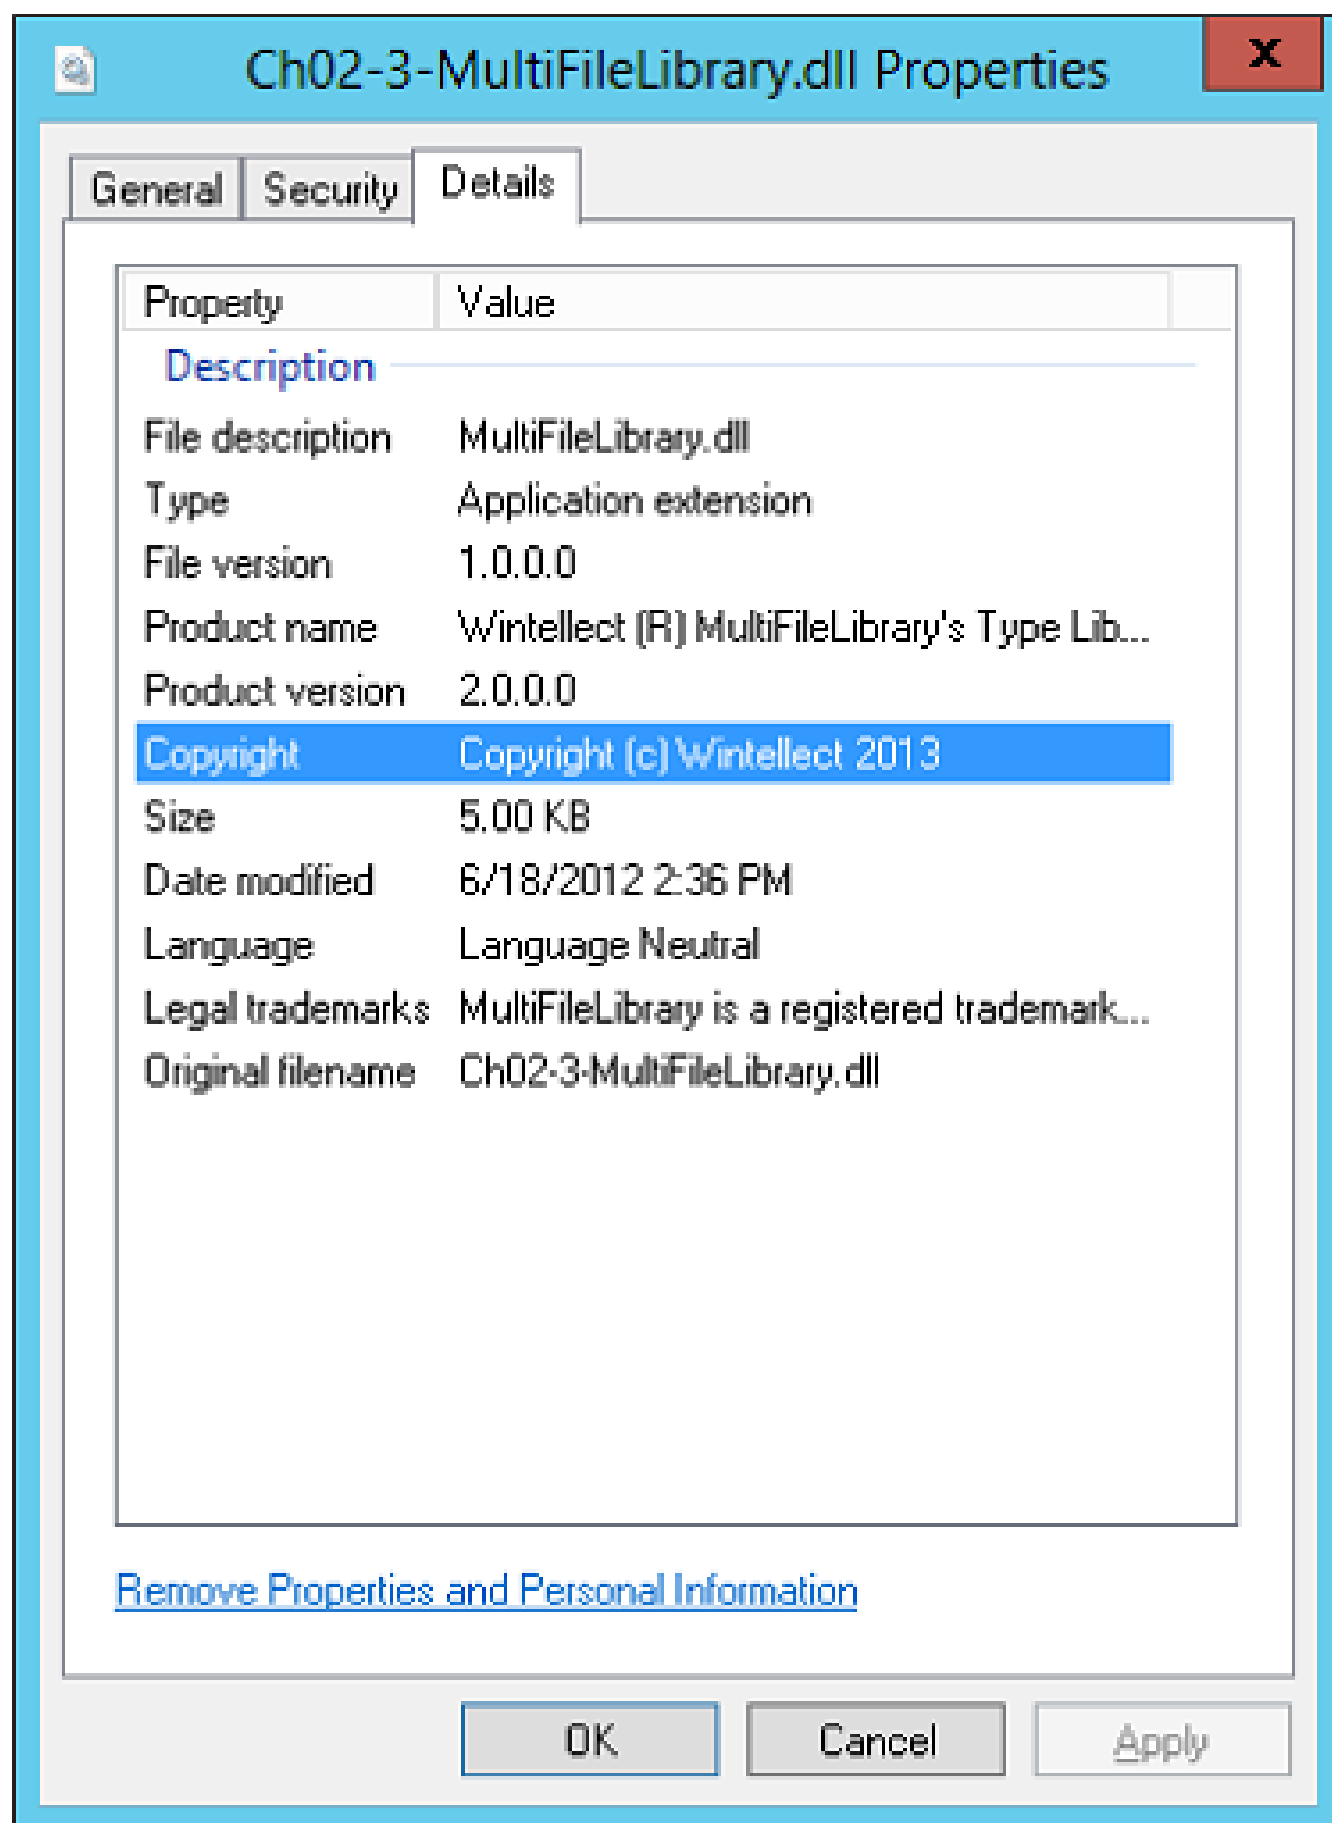 Ch02-3-MultiFileLibrary.dll Properties
x
General Security Details
Property Value
Description
File description MultiFileLibrary.dll
Type Application extension
File version 1.0.0.0
Product name Wintellect (R) MultiFileLibrary's Type Lib...
Product version 2.0.0.0
Copyright Copyright (c) Wintellect 2013
Size 5.00 KB
Date modified 6/18/2012 2:36 PM
Language Language Neutral
Legal trademarks MultiFileLibrary is a registered trademark...
Original filename Ch02-3-MultiFileLibrary.dll
Remove Properties and Personal Information
OK Cancel Apply